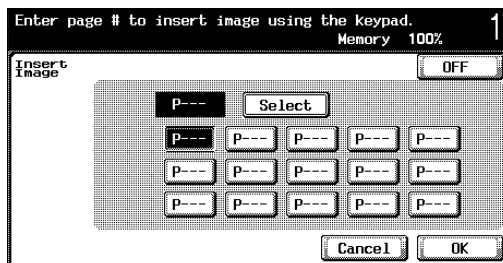 Enter page # to insert image using the keypad.
Memory 100% 1
Insert
Image
OFF
P--- Select
P--- P--- P--- P--- P---
P--- P--- P--- P--- P---
P--- P--- P--- P--- P---
Cancel OK